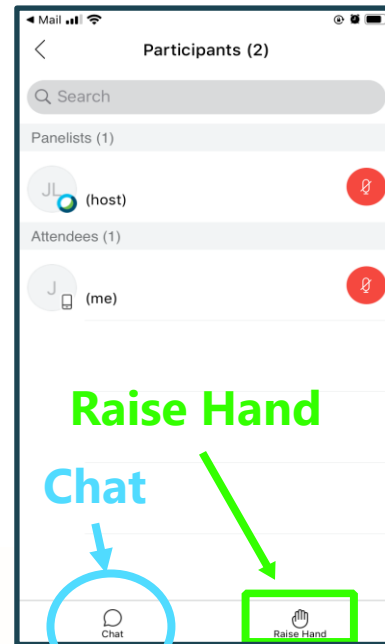 Mail
Participants (2)
Search
Panelists (1)
JL
(host)
Attendees (1)
J
(me)
Raise Hand
Chat
Chat
Raise Hand